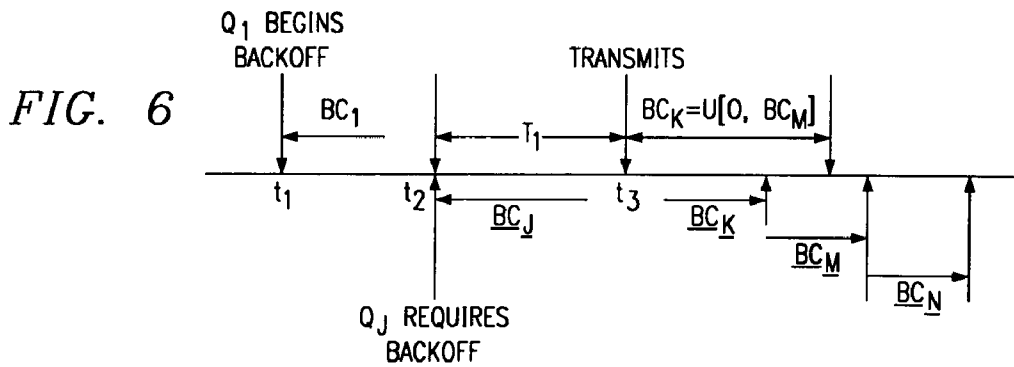 FIG. 6
Q1 BEGINS
BACKOFF
TRANSMITS
BC1
T1
BCK=U[0, BCM]
t1
t2
t3
BCJ
BCK
BCM
BCN
QJ REQUIRES
BACKOFF